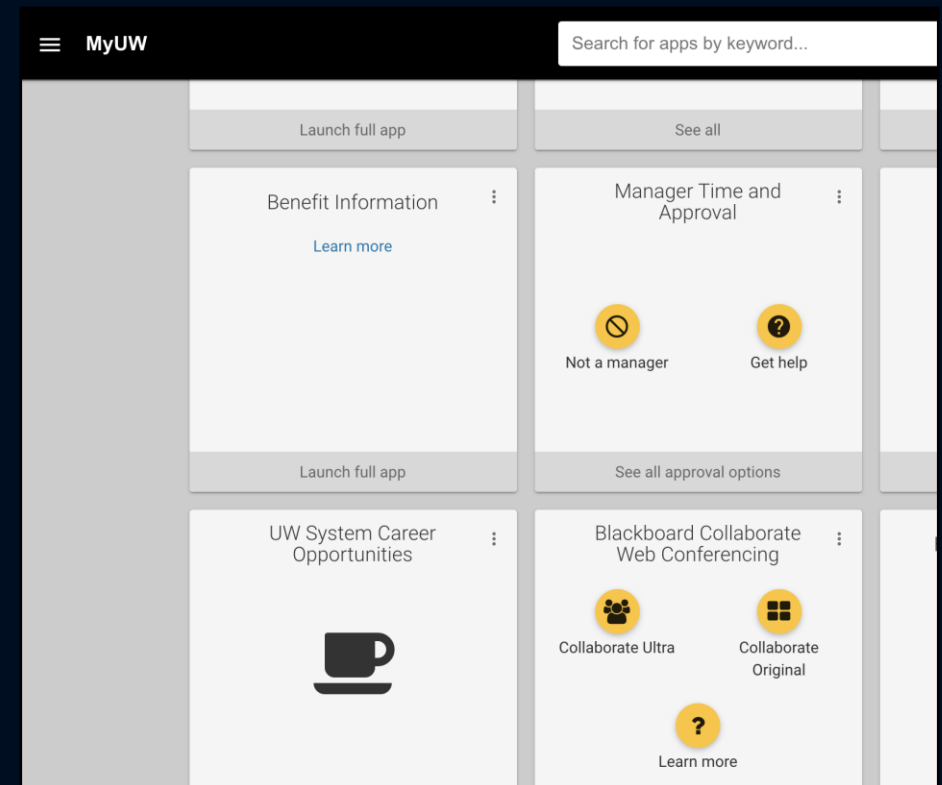 MyUW
Search for apps by keyword...
Launch full app
See all
Benefit Information
Learn more
Launch full app
Manager Time and
Approval
Not a manager
Get help
See all approval options
UW System Career
Opportunities
Blackboard Collaborate
Web Conferencing
Collaborate Ultra
Collaborate
Original
?
Learn more